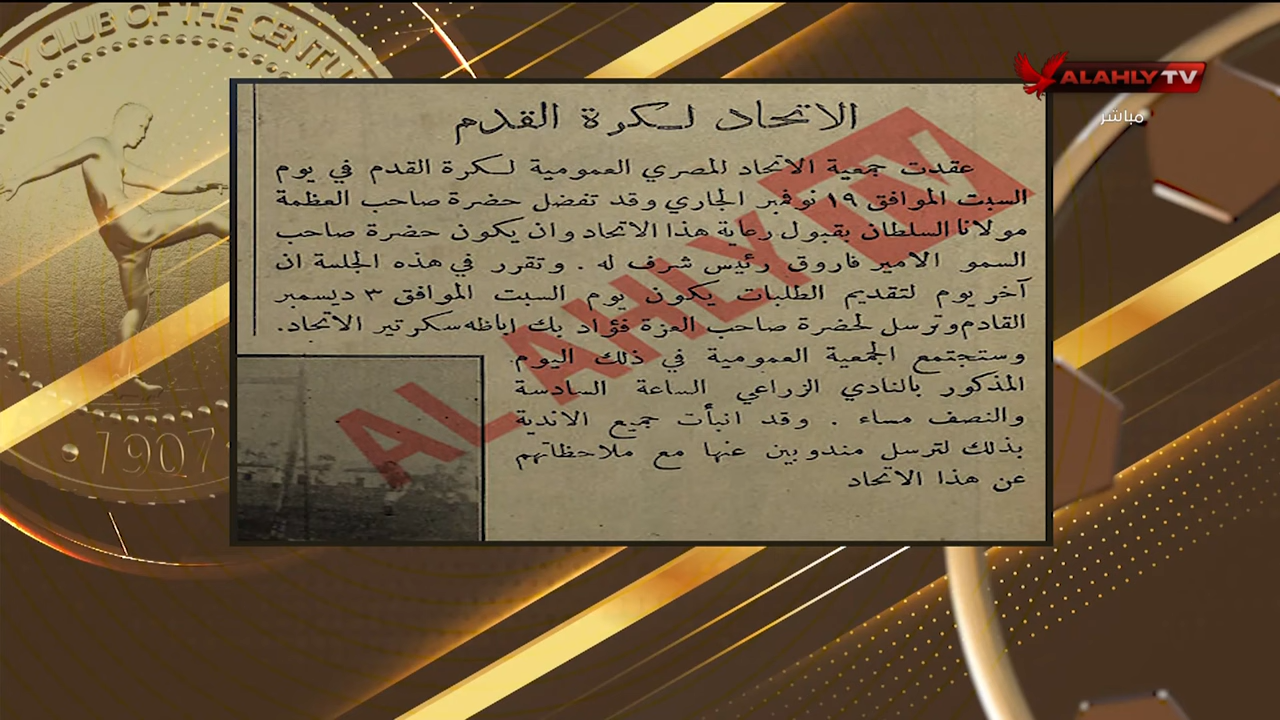 HLY CLUB OF THE CENTU
1907
ALAHLY TV
مباشر
الاتحاد لكرة القدم
عقدت جمعية الاتحاد المصري العمومية لكرة القدم في يوم
السبت الموافق ١٩ نوفمبر الجاري وقد تفضل حضرة صاحب العظمة
مولانا السلطان بقبول رعاية هذا الاتحاد وان يكون حضرة صاحب
السمو الامير فاروق رئيس شرف له . وتقرر في هذه الجلسة ان
آخر يوم لتقديم الطلبات يكون يوم السبت الموافق ٣ ديسمبر
القادم وترسل لحضرة صاحب العزة فؤاد بك اباظه سكرتير الاتحاد.
وستجتمع الجمعية العمومية في ذلك اليوم
المذكور بالنادي الزراعي الساعة السادسة
والنصف مساء . وقد انبأت جميع الاندية
بذلك لترسل مندوبين عنها مع ملاحظاتهم
عن هذا الاتحاد
ALAHLY TV